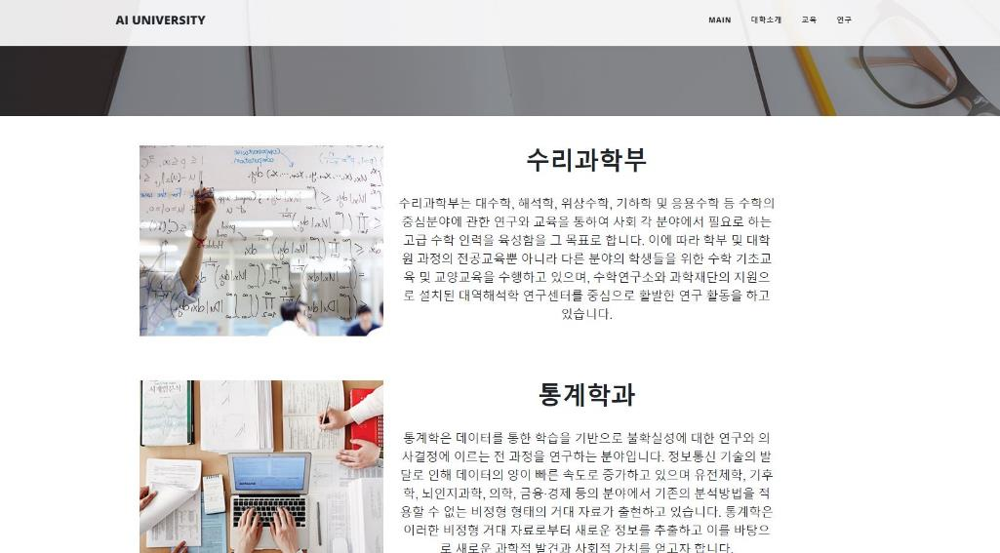 AI UNIVERSITY
MAIN 대학소개 교육 연구
수리과학부
수리과학부는 대수학, 해석학, 위상수학, 기하학 및 응용수학 등 수학의
중심분야에 관한 연구와 교육을 통하여 사회 각 분야에서 필요로 하는
고급 수학 인력을 육성함을 그 목표로 합니다. 이에 따라 학부 및 대학
원 과정의 전공교육뿐 아니라 다른 분야의 학생들을 위한 수학 기초교
육 및 교양교육을 수행하고 있으며, 수학연구소와 과학재단의 지원으
로 설치된 대역해석학 연구센터를 중심으로 활발한 연구 활동을 하고
있습니다.
통계학과
통계학은 데이터를 통한 학습을 기반으로 불확실성에 대한 연구와 의
사결정에 이르는 전 과정을 연구하는 분야입니다. 정보통신 기술의 발
달로 인해 데이터의 양이 빠른 속도로 증가하고 있으며 유전체학, 기후
학, 뇌인지과학, 의학, 금융·경제 등의 분야에서 기존의 분석방법을 적
용할 수 없는 비정형 형태의 거대 자료가 출현하고 있습니다. 통계학은
이러한 비정형 거대 자료로부터 새로운 정보를 추출하고 이를 바탕으
로 새로운 과학적 발견과 사회적 가치를 얻고자 합니다.